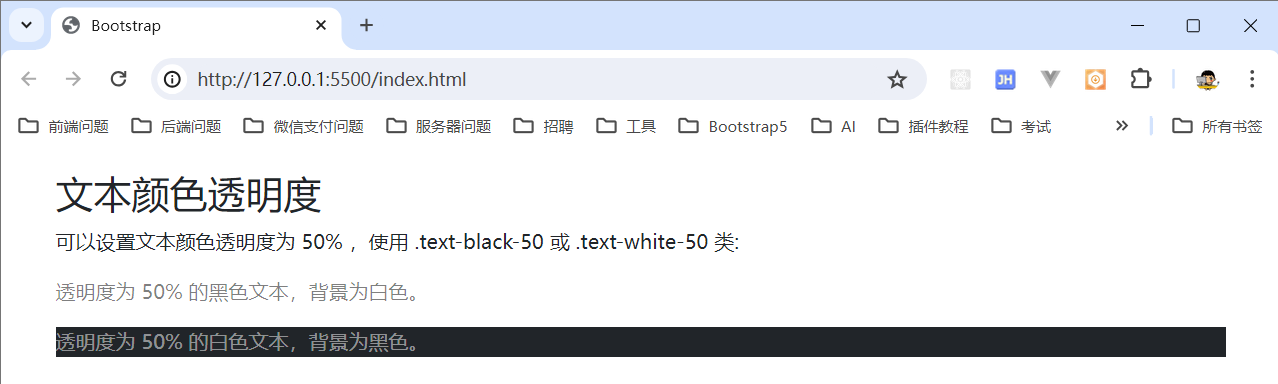 Bootstrap
http://127.0.0.1:5500/index.html
JH
前端问题 后端问题 微信支付问题 服务器问题 招聘 工具 Bootstrap5 AI 插件教程 考试 所有书签
文本颜色透明度
可以设置文本颜色透明度为 50% ，使用 .text-black-50 或 .text-white-50 类:
透明度为 50% 的黑色文本，背景为白色。
透明度为 50% 的白色文本，背景为黑色。